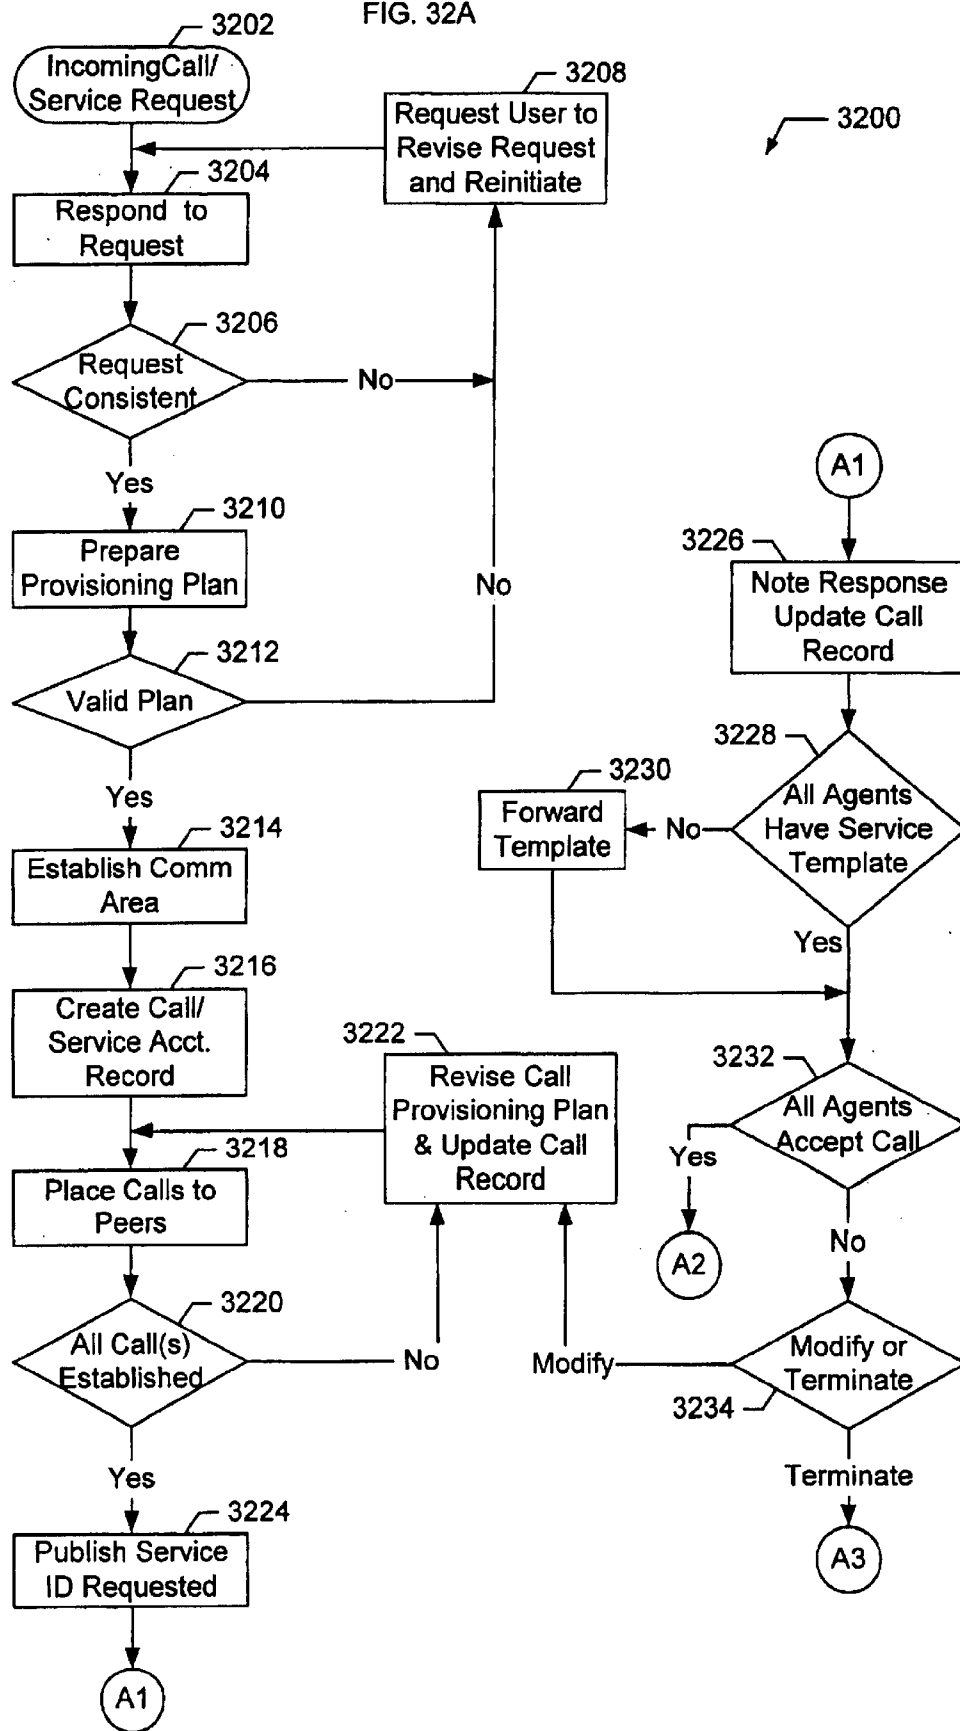 FIG. 32A
3202
IncomingCall/
Service Request
3208
Request User to
Revise Request
and Reinitiate
3200
3204
Respond to
Request
3206
Request
Consistent
No
Yes
3210
Prepare
Provisioning Plan
No
3212
Valid Plan
Yes
3214
Establish Comm
Area
3216
Create Call/
Service Acct.
Record
3222
Revise Call
Provisioning Plan
& Update Call
Record
3218
Place Calls to
Peers
3220
All Call(s)
Established
No
Yes
3224
Publish Service
ID Requested
A1
A1
3226
Note Response
Update Call
Record
3228
All Agents
Have Service
Template
No
3230
Forward
Template
Yes
3232
All Agents
Accept Call
Yes
A2
No
Modify or
Terminate
3234
Modify
Terminate
A3